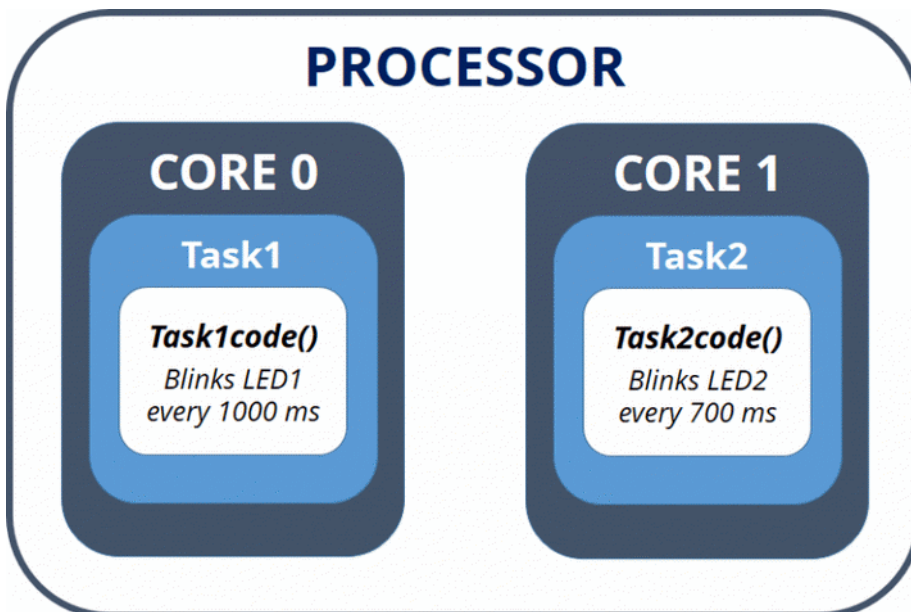 PROCESSOR
CORE 0
Task1
Task1code()
Blinks LED1
every 1000 ms
CORE 1
Task2
Task2code()
Blinks LED2
every 700 ms